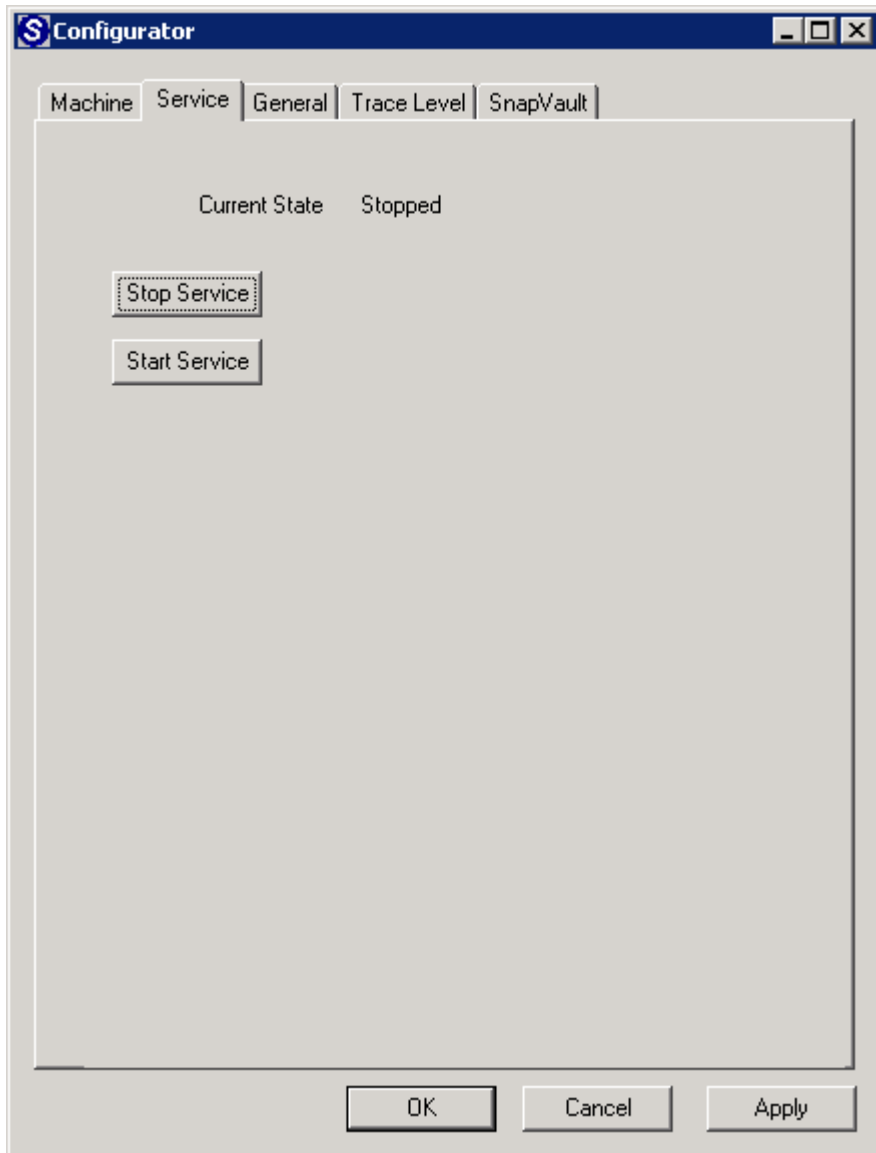 S Configurator
Machine Service General Trace Level SnapVault
Current State Stopped
Stop Service
Start Service
OK Cancel Apply